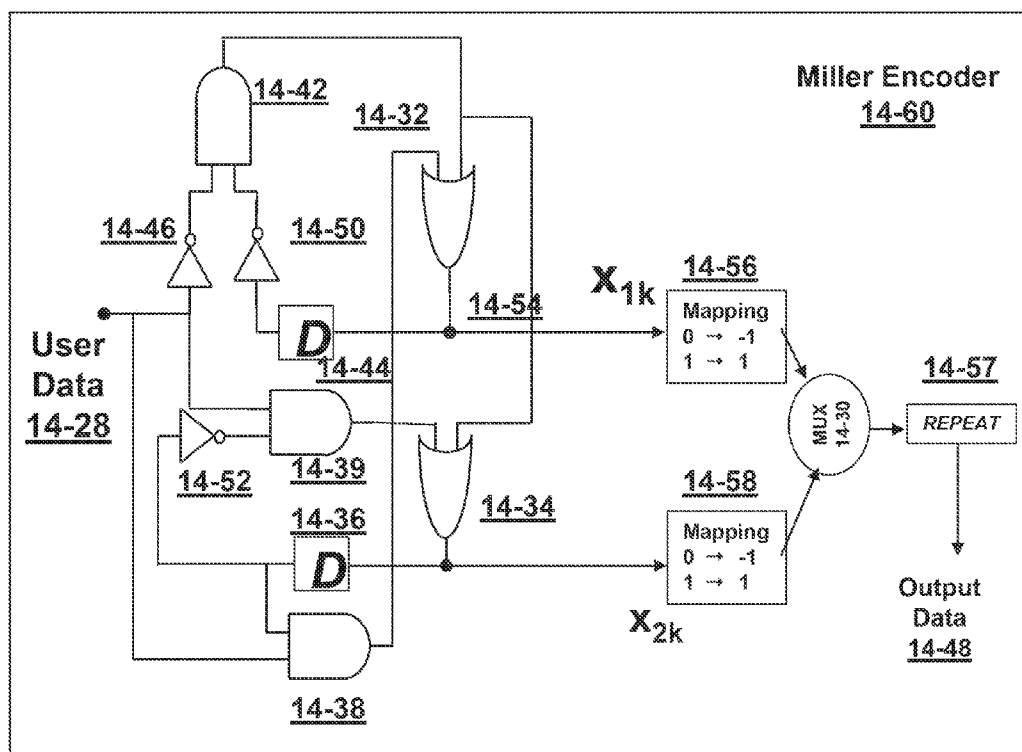 Miller Encoder
14-60
14-42
14-32
14-46
14-50
User
Data
14-28
D
14-44
14-54
X1k
14-56
Mapping
0 → -1
1 → 1
14-52
14-39
14-34
14-36
D
14-38
X2k
14-58
Mapping
0 → -1
1 → 1
MUX
14-30
14-57
REPEAT
Output
Data
14-48